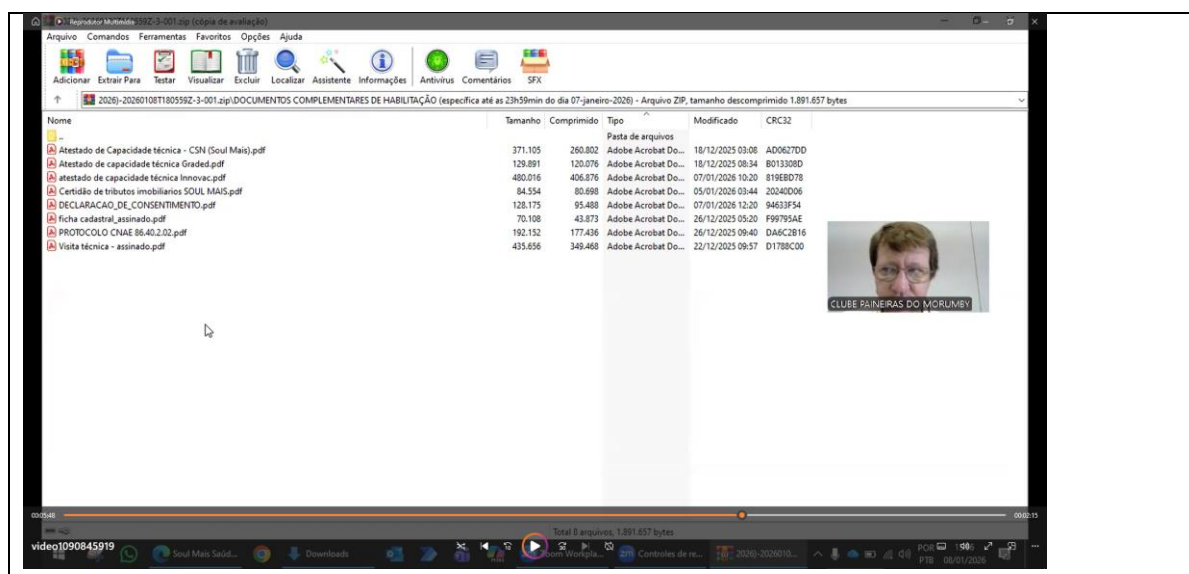 Reprodutor Multimídia 559Z-3-001.zip (cópia de avaliação)
Arquivo Comandos Ferramentas Favoritos Opções Ajuda
Adicionar Extrair Para Testar Visualizar Excluir Localizar Assistente Informações Antivírus Comentários SFX
2026)-20260108T180559Z-3-001.zip\DOCUMENTOS COMPLEMENTARES DE HABILITAÇÃO (específica até as 23h59min do dia 07-janeiro-2026) - Arquivo ZIP, tamanho descomprimido 1.891.657 bytes
Nome Tamanho Comprimido Tipo Modificado CRC32
.. Pasta de arquivos
Atestado de Capacidade técnica - CSN (Soul Mais).pdf 371.105 260.802 Adobe Acrobat Do... 18/12/2025 03:08 AD0627DD
Atestado de capacidade técnica Graded.pdf 129.891 120.076 Adobe Acrobat Do... 18/12/2025 08:34 B013308D
atestado de capacidade técnica Innovac.pdf 480.016 406.876 Adobe Acrobat Do... 07/01/2026 10:20 819EBD78
Certidão de tributos imobiliarios SOUL MAIS.pdf 84.554 80.698 Adobe Acrobat Do... 05/01/2026 03:44 20240D06
DECLARACAO_DE_CONSENTIMENTO.pdf 128.175 95.488 Adobe Acrobat Do... 07/01/2026 12:20 94633F54
ficha cadastral_assinado.pdf 70.108 43.873 Adobe Acrobat Do... 26/12/2025 05:20 F99795AE
PROTOCOLO CNAE 86.40.2.02.pdf 192.152 177.436 Adobe Acrobat Do... 26/12/2025 09:40 DA6C2B16
Visita técnica - assinado.pdf 435.656 349.468 Adobe Acrobat Do... 22/12/2025 09:57 D1788C00
CLUBE PAINEIRAS DO MORUMBY
00:05:48 00:02:15
Total 8 arquivos, 1.891.657 bytes
video1090845919
Soul Mais Saúd... Downloads Zoom Workpla... zm Controles de re... 2026)-2026010... POR
PTB 08/01/2026